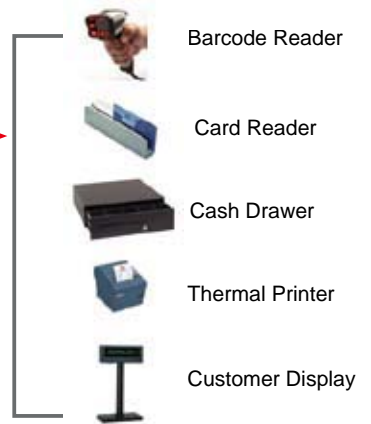 Barcode Reader
Card Reader
Cash Drawer
Thermal Printer
Customer Display